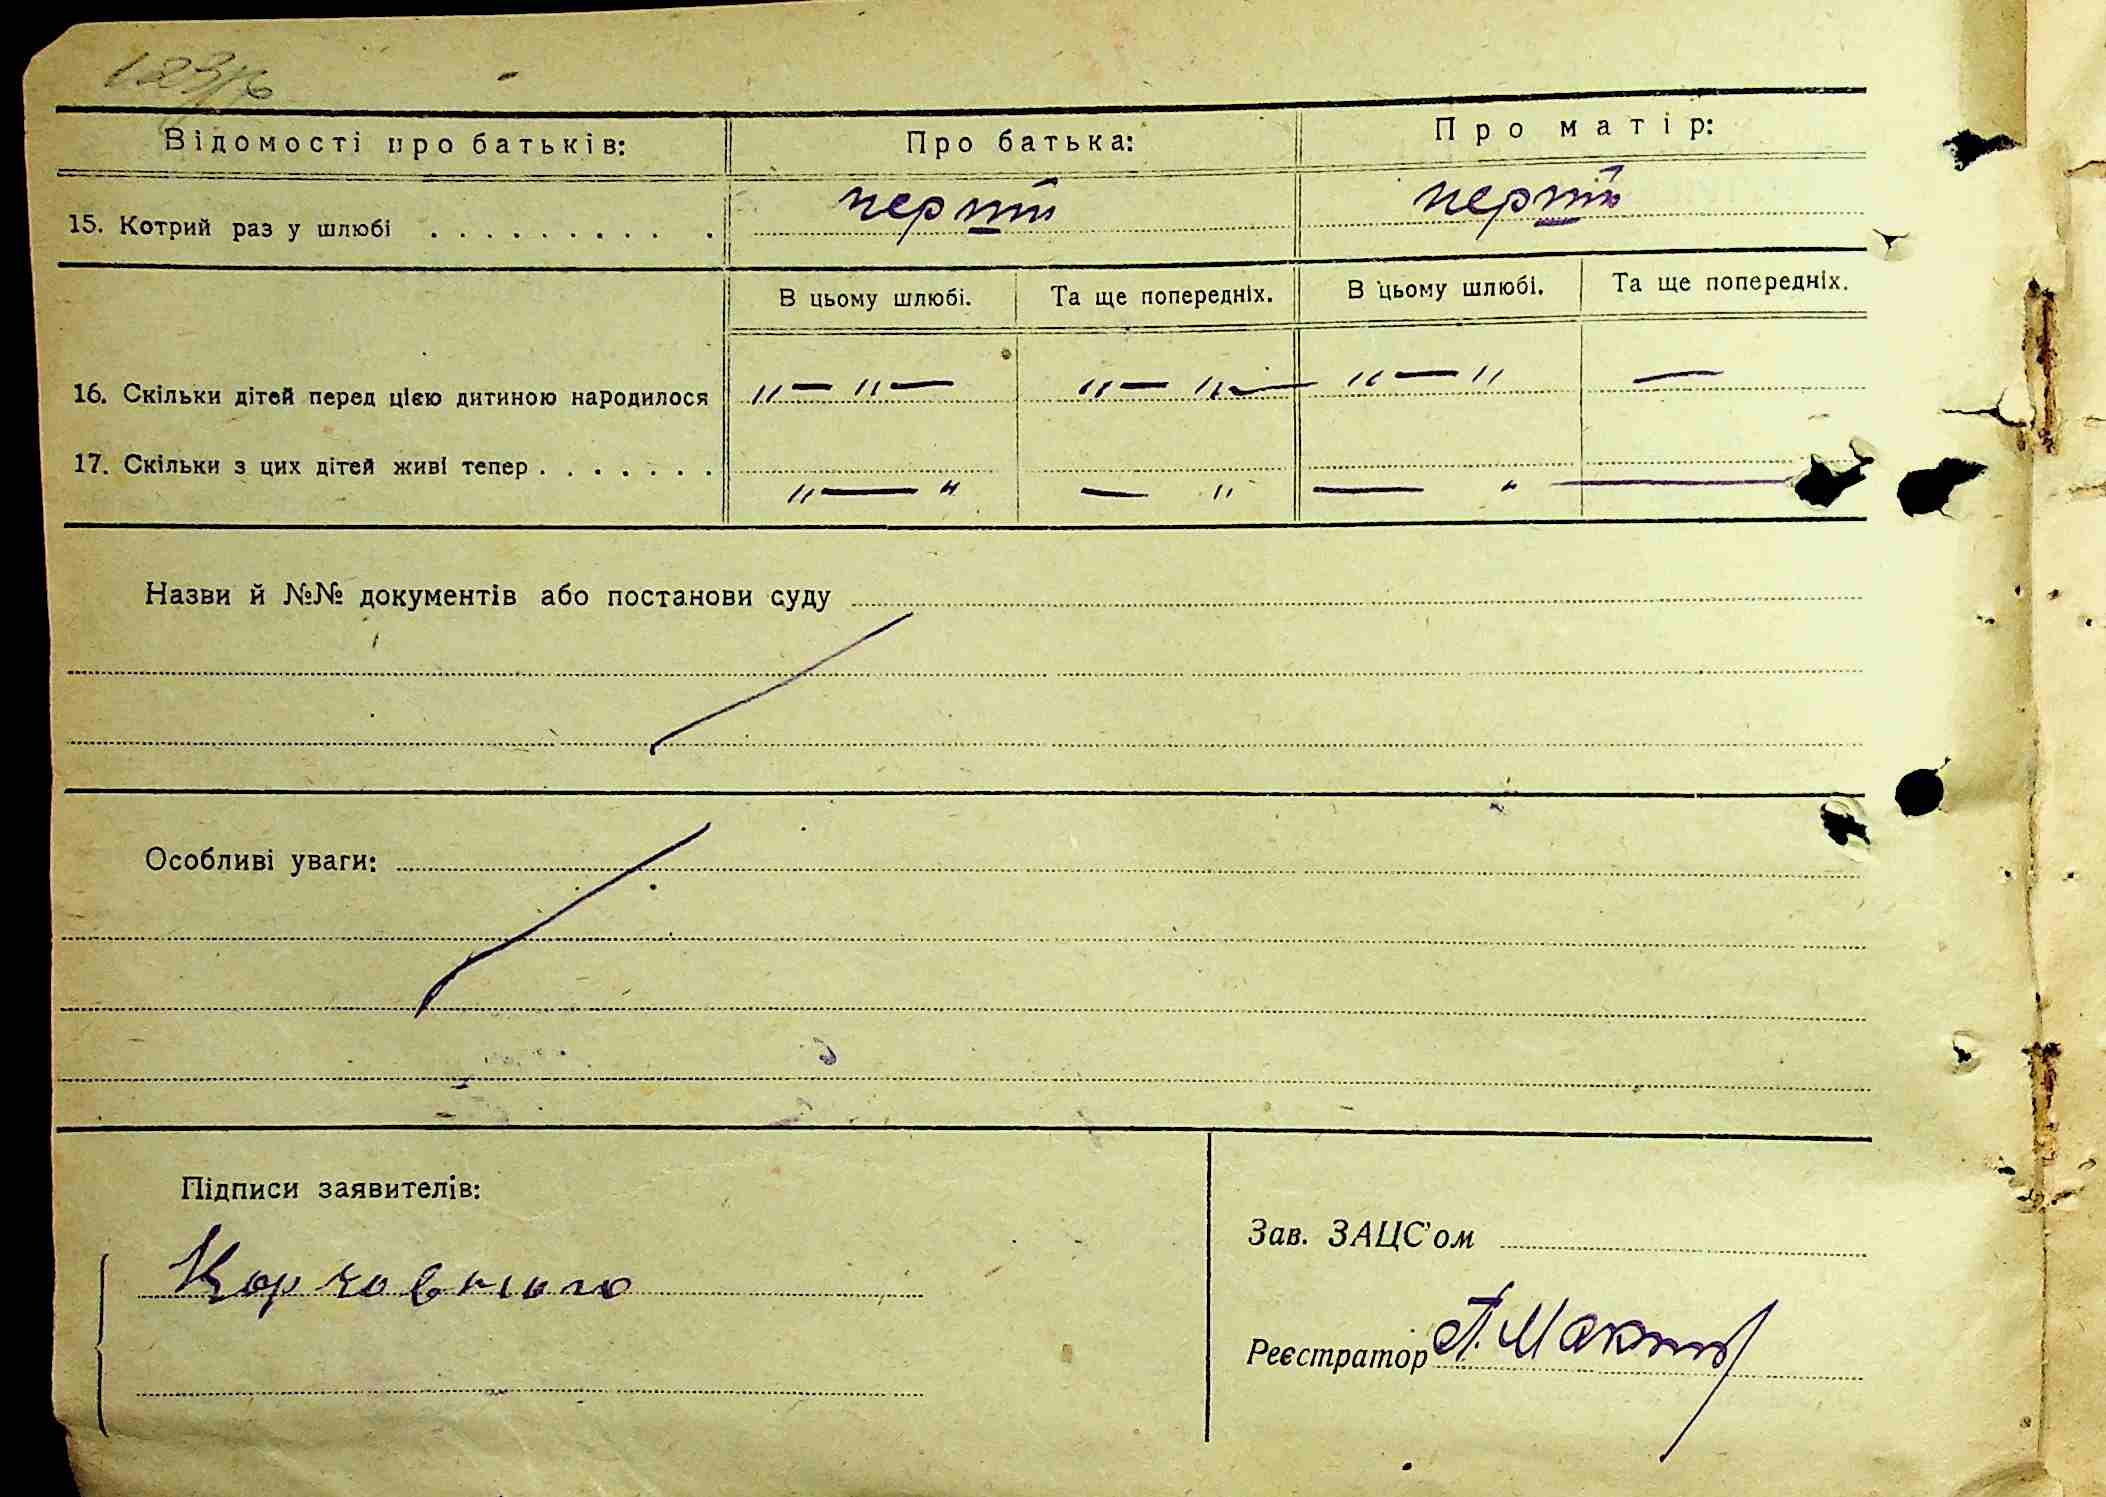 Відомості про батьків: Про батька: Про матір:
15. Котрий раз у шлюбі . . . . . . . . . . перший перший
В цьому шлюбі. Та ще попередніх. В цьому шлюбі. Та ще попередніх.
16. Скільки дітей перед цією дитиною народилося " — " — " — " — " — " —
17. Скільки з цих дітей живі тепер . . . . . . . " — " — " — " —
Назви й №№ документів або постанови суду
Особливі уваги:
Підписи заявителів:
Зав. ЗАЦС'ом
Реєстратор